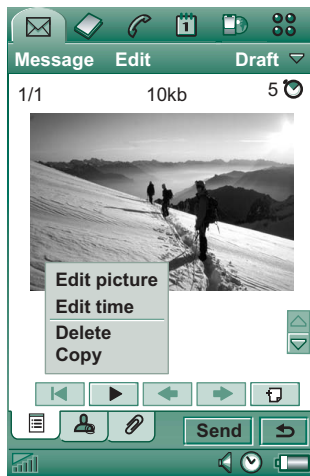 Message Edit Draft
1/1 10kb 5
Edit picture
Edit time
Delete
Copy
Send